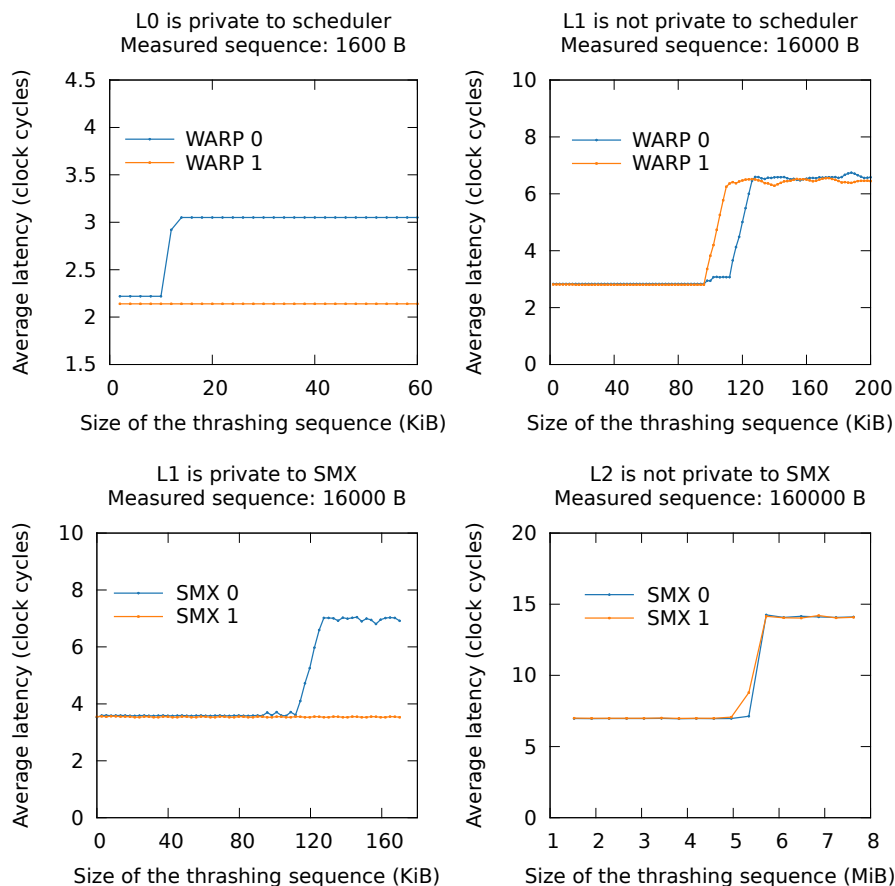 L0 is private to scheduler
Measured sequence: 1600 B
Average latency (clock cycles)
4.5
4
3.5
3
2.5
2
1.5
WARP 0
WARP 1
0
20
40
60
Size of the thrashing sequence (KiB)
L1 is not private to scheduler
Measured sequence: 16000 B
Average latency (clock cycles)
10
8
6
4
2
0
WARP 0
WARP 1
0
40
80
120
160
200
Size of the thrashing sequence (KiB)
L1 is private to SMX
Measured sequence: 16000 B
Average latency (clock cycles)
10
8
6
4
2
0
SMX 0
SMX 1
0
40
80
120
160
Size of the thrashing sequence (KiB)
L2 is not private to SMX
Measured sequence: 160000 B
Average latency (clock cycles)
20
15
10
5
0
SMX 0
SMX 1
1
2
3
4
5
6
7
8
Size of the thrashing sequence (MiB)